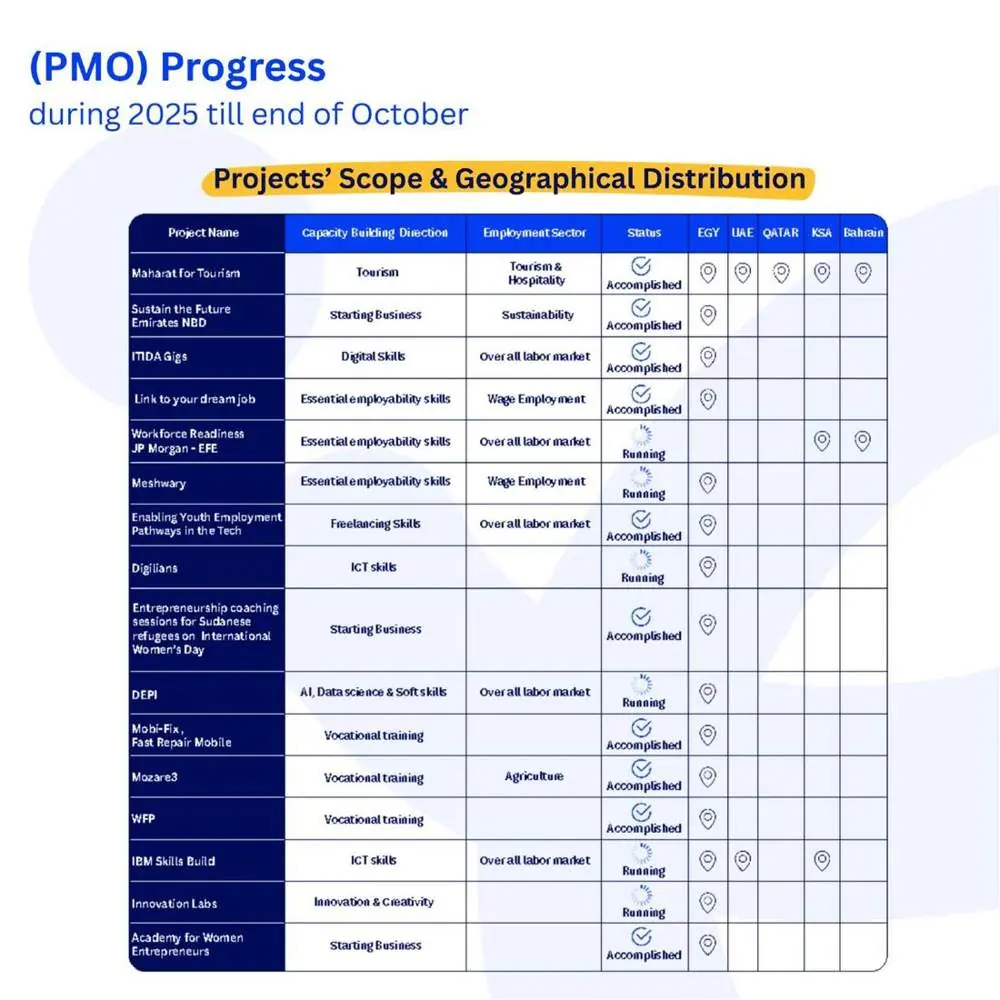 (PMO) Progress
during 2025 till end of October
Projects' Scope & Geographical Distribution
Project Name Capacity Building Direction Employment Sector Status EGY UAE QATAR KSA Bahrain
Maharat for Tourism Tourism Tourism & Hospitality Accomplished
Sustain the Future Emirates NBD Starting Business Sustainability Accomplished
ITIDA Gigs Digital Skills Over all labor market Accomplished
Link to your dream job Essential employability skills Wage Employment Accomplished
Workforce Readiness JP Morgan - EFE Essential employability skills Over all labor market Running
Meshwary Essential employability skills Wage Employment Running
Enabling Youth Employment Pathways in the Tech Freelancing Skills Over all labor market Accomplished
Digilians ICT skills Running
Entrepreneurship coaching sessions for Sudanese refugees on International Women's Day Starting Business Accomplished
DEPI AI, Data science & Soft skills Over all labor market Running
Mobi-Fix, Fast Repair Mobile Vocational training Accomplished
Mozare3 Vocational training Agriculture Accomplished
WFP Vocational training Accomplished
IBM Skills Build ICT skills Over all labor market Running
Innovation Labs Innovation & Creativity Running
Academy for Women Entrepreneurs Starting Business Accomplished